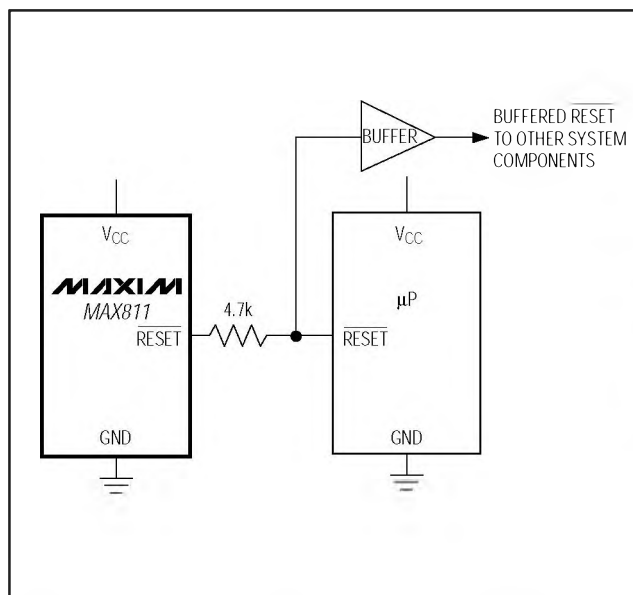 BUFFER
BUFFERED RESET
TO OTHER SYSTEM
COMPONENTS
VCC
MAXIM
MAX811
RESET
GND
4.7k
VCC
µP
RESET
GND